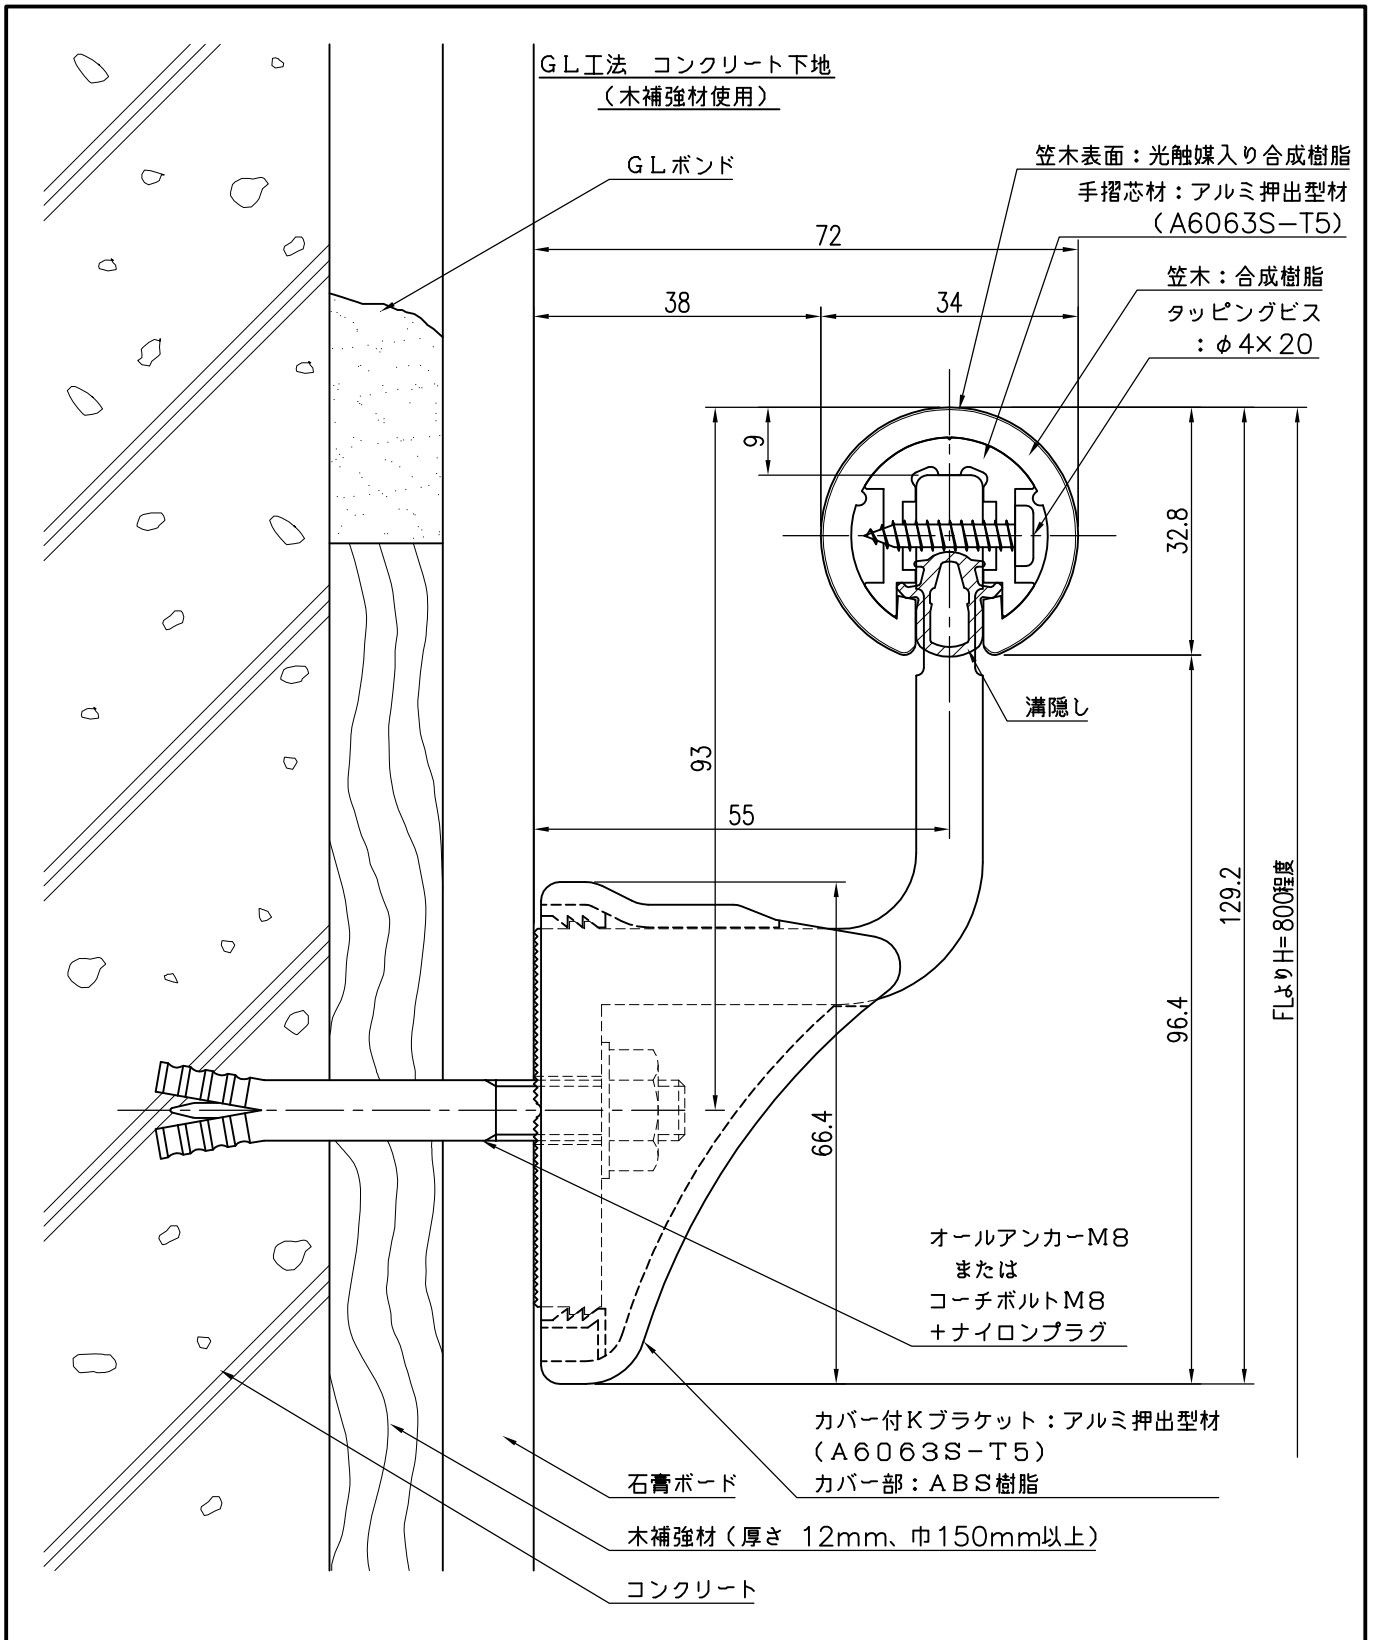 GL工法　コンクリート下地
（木補強材使用）
GLボンド
笠木表面：光触媒入り合成樹脂
手摺芯材：アルミ押出型材
（A6063S−T5）
72
笠木：合成樹脂
38
34
タッピングビス
：φ4×20
9
32.8
溝隠し
93
55
129.2
FLよりH=800程度
96.4
66.4
オールアンカーM8
または
コーチボルトM8
＋ナイロンプラグ
カバー付Kブラケット：アルミ押出型材
（A6063S−T5）
カバー部：ABS樹脂
石膏ボード
木補強材（厚さ 12mm、巾150mm以上）
コンクリート